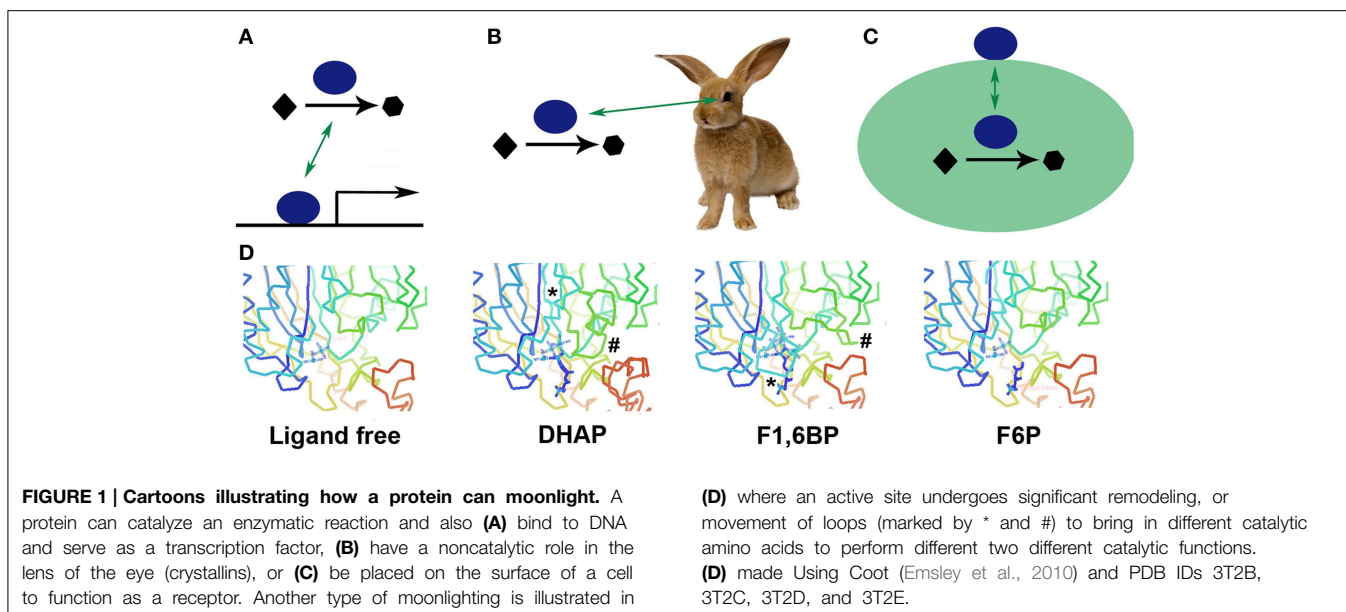 A
B
C
D
*
#
*
#
Ligand free
DHAP
F1,6BP
F6P
FIGURE 1 | Cartoons illustrating how a protein can moonlight. A
protein can catalyze an enzymatic reaction and also (A) bind to DNA
and serve as a transcription factor, (B) have a noncatalytic role in the
lens of the eye (crystallins), or (C) be placed on the surface of a cell
to function as a receptor. Another type of moonlighting is illustrated in
(D) where an active site undergoes significant remodeling, or
movement of loops (marked by * and #) to bring in different catalytic
amino acids to perform different two different catalytic functions.
(D) made Using Coot (Emsley et al., 2010) and PDB IDs 3T2B,
3T2C, 3T2D, and 3T2E.